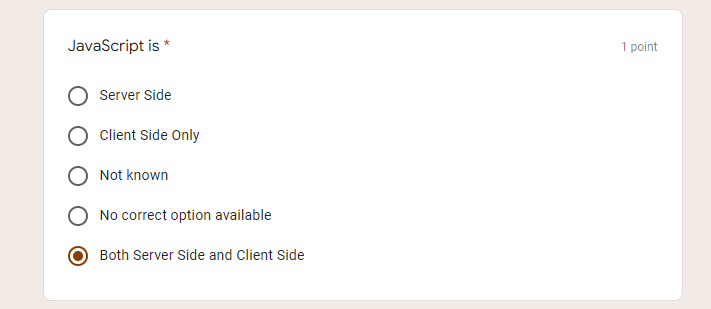 JavaScript is *
1 point
Server Side
Client Side Only
Not known
No correct option available
Both Server Side and Client Side